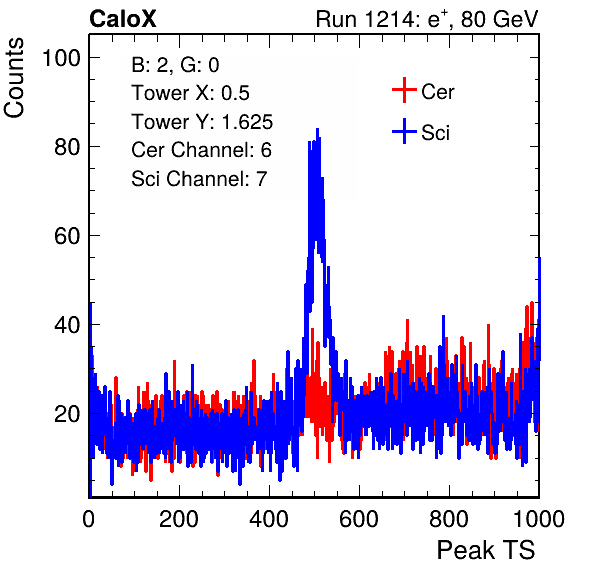 CaloX
Run 1214: e⁺, 80 GeV
Counts
100
80
60
40
20
B: 2, G: 0
Tower X: 0.5
Tower Y: 1.625
Cer Channel: 6
Sci Channel: 7
Cer
Sci
0
200
400
600
800
1000
Peak TS